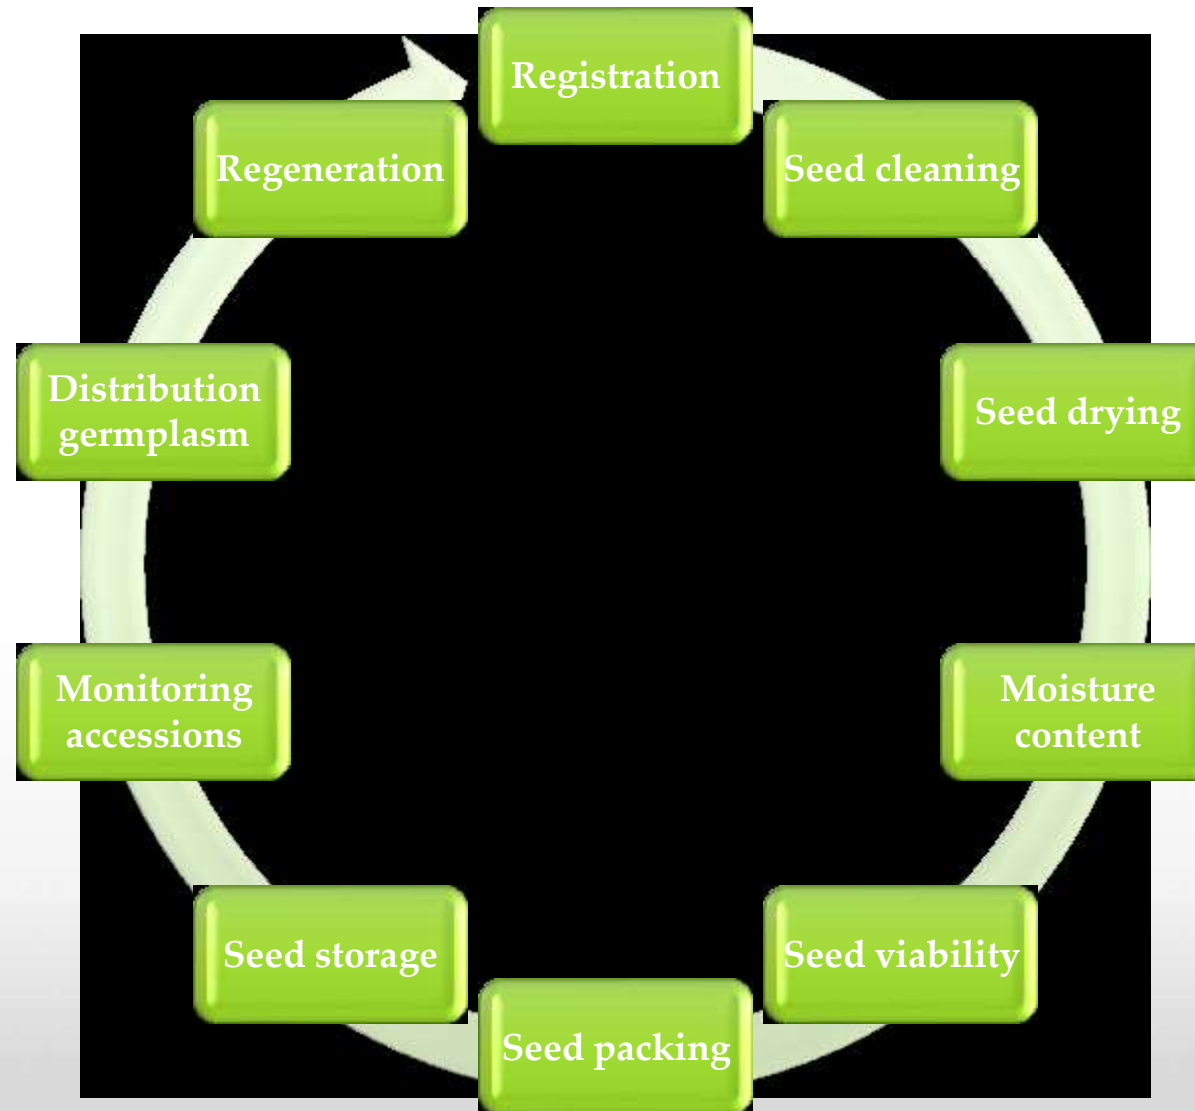 Registration
Seed cleaning
Seed drying
Moisture
content
Seed viability
Seed packing
Seed storage
Monitoring
accessions
Distribution
germplasm
Regeneration